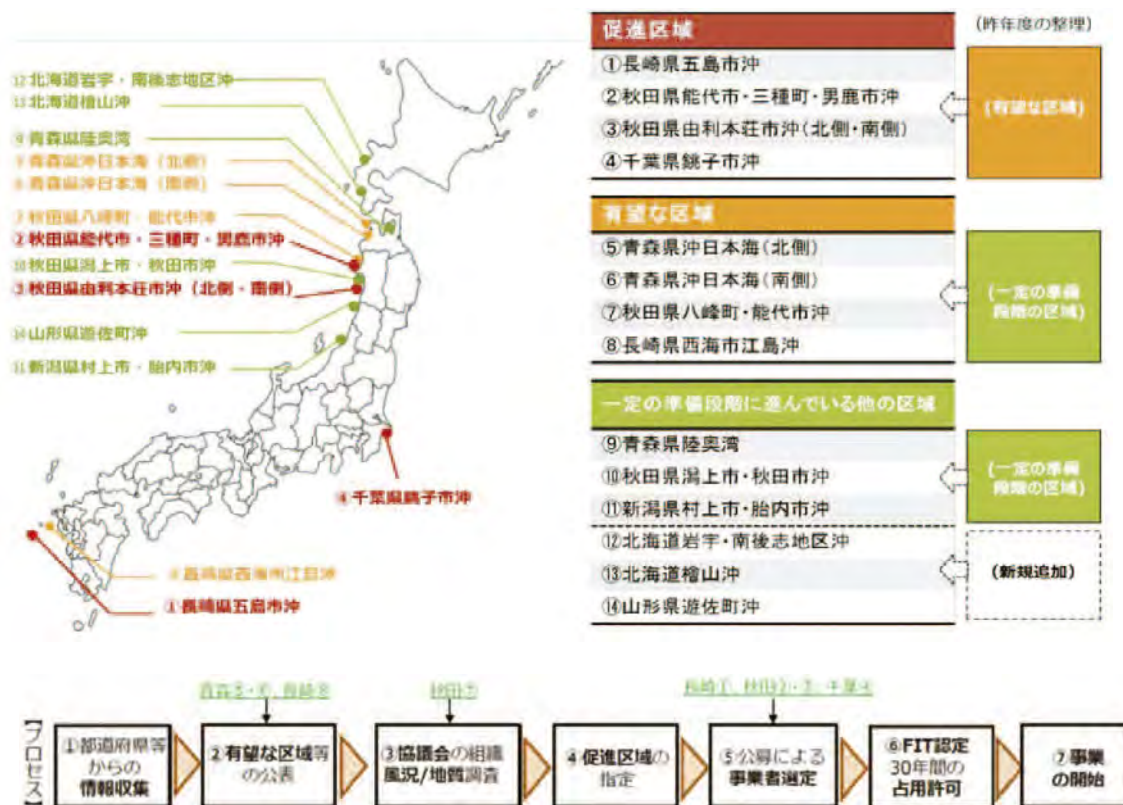 ⑫北海道岩宇・南後志地区沖
⑬北海道檜山沖
⑨青森県陸奥湾
⑤青森県沖日本海（北側）
⑥青森県沖日本海（南側）
⑦秋田県八峰町・能代市沖
②秋田県能代市・三種町・男鹿市沖
⑩秋田県潟上市・秋田市沖
③秋田県由利本荘市沖（北側・南側）
⑭山形県遊佐町沖
⑪新潟県村上市・胎内市沖
④千葉県銚子市沖
⑧長崎県西海市江島沖
①長崎県五島市沖
促進区域
①長崎県五島市沖
②秋田県能代市・三種町・男鹿市沖
③秋田県由利本荘市沖（北側・南側）
④千葉県銚子市沖
(昨年度の整理)
(有望な区域)
有望な区域
⑤青森県沖日本海（北側）
⑥青森県沖日本海（南側）
⑦秋田県八峰町・能代市沖
⑧長崎県西海市江島沖
(一定の準備
段階の区域)
一定の準備段階に進んでいる他の区域
⑨青森県陸奥湾
⑩秋田県潟上市・秋田市沖
⑪新潟県村上市・胎内市沖
(一定の準備
段階の区域)
⑫北海道岩宇・南後志地区沖
⑬北海道檜山沖
⑭山形県遊佐町沖
(新規追加)
青森⑤・⑥、長崎⑧
秋田⑦
長崎①、秋田②・③、千葉④
【プロセス】
①都道府県等
からの
情報収集
②有望な区域等
の公表
③協議会の組織
風況/地質調査
④促進区域の
指定
⑤公募による
事業者選定
⑥FIT認定
30年間の
占用許可
⑦事業
の開始